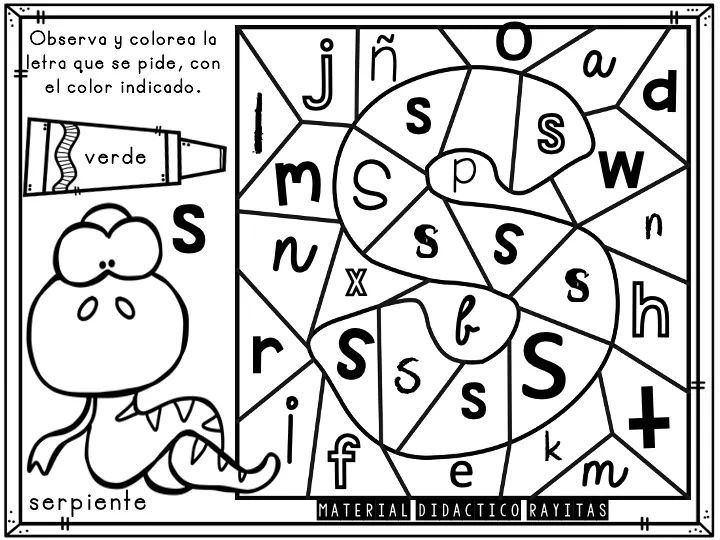 Observa y colorea la
letra que se pide, con
el color indicado.
verde
S
serpiente
j ñ o a d
l s s
m S p w
n s s s n
x h
r b
S s s S t
i f e k m
MATERIAL DIDACTICO RAYITAS